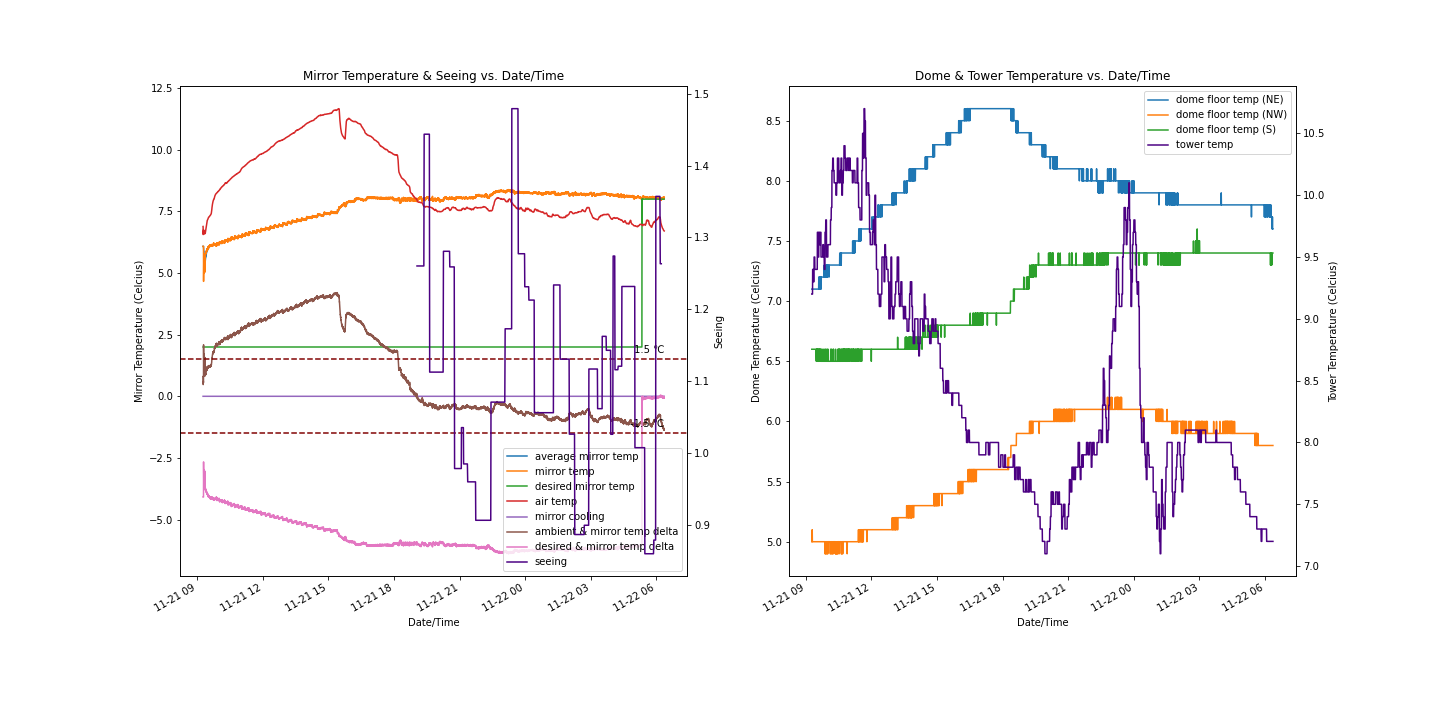 Mirror Temperature & Seeing vs. Date/Time
12.5
10.0
7.5
5.0
2.5
0.0
−2.5
−5.0
Mirror Temperature (Celcius)
1.5
1.4
1.3
1.2
1.1
1.0
0.9
Seeing
1.5 °C
-1.5 °C
average mirror temp
mirror temp
desired mirror temp
air temp
mirror cooling
ambient & mirror temp delta
desired & mirror temp delta
seeing
11-21 09
11-21 12
11-21 15
11-21 18
11-21 21
11-22 00
11-22 03
11-22 06
Date/Time
Dome & Tower Temperature vs. Date/Time
8.5
8.0
7.5
7.0
6.5
6.0
5.5
5.0
Dome Temperature (Celcius)
dome floor temp (NE)
dome floor temp (NW)
dome floor temp (S)
tower temp
10.5
10.0
9.5
9.0
8.5
8.0
7.5
7.0
Tower Temperature (Celcius)
11-21 09
11-21 12
11-21 15
11-21 18
11-21 21
11-22 00
11-22 03
11-22 06
Date/Time